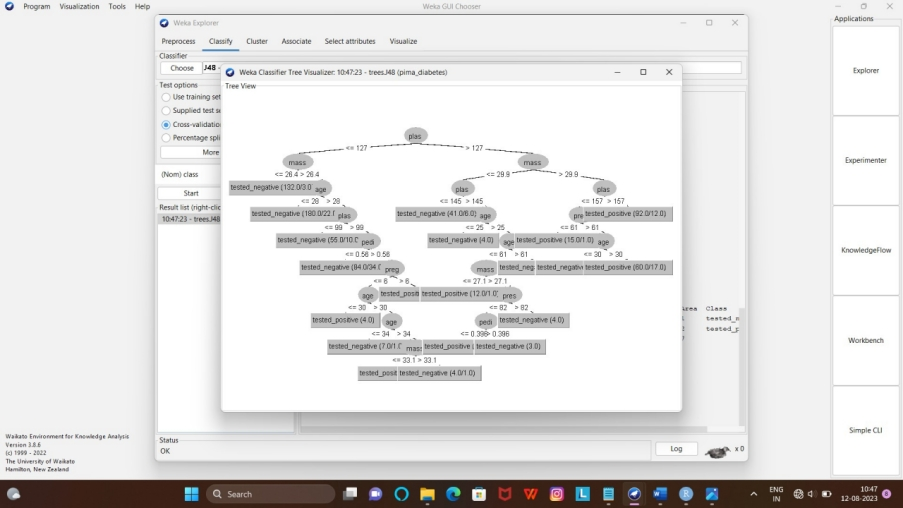 Program Visualization Tools Help
Weka GUI Chooser
Applications
Weka Explorer
Preprocess Classify Cluster Associate Select attributes Visualize
Classifier
Choose J48 -
Test options
Use training set
Supplied test se
Cross-validation
Percentage spli
More
(Nom) class
Start
Result list (right-clic
10:47:23 - trees.J48
Weka Classifier Tree Visualizer: 10:47:23 - trees.J48 (pima_diabetes)
Tree View
plas
<= 127 > 127
mass mass
<= 26.4 > 26.4 <= 29.9 > 29.9
tested_negative (132.0/3.0 age plas plas
<= 28 > 28 <= 145 > 145 <= 157 > 157
tested_negative (180.0/22. plas tested_negative (41.0/6.0) age pre tested_positive (92.0/12.0)
<= 99 > 99 <= 25 > 25 <= 61 > 61
tested_negative (55.0/10.0 pedi tested_negative (4.0) age tested_positive (15.0/1.0) age
<= 0.56 > 0.56 <= 61 > 61 <= 30 > 30
tested_negative (84.0/34.0 preg mass tested_neg tested_negativ tested_positive (60.0/17.0)
<= 6 > 6 <= 27.1 > 27.1
age tested_positi tested_positive (12.0/1.0) pres
<= 30 > 30 <= 82 > 82
tested_positive (4.0) age pedi tested_negative (4.0)
<= 34 > 34 <= 0.396 > 0.396
tested_negative (7.0/1.0 mass tested_positive tested_negative (3.0)
<= 33.1 > 33.1
tested_posit tested_negative (4.0/1.0)
Area Class
tested_n
tested_p
Status
OK
Log
x 0
Explorer
Experimenter
KnowledgeFlow
Workbench
Simple CLI
Waikato Environment for Knowledge Analysis
Version 3.8.6
(c) 1999 - 2022
The University of Waikato
Hamilton, New Zealand
Search
ENG
IN
10:47
12-08-2023